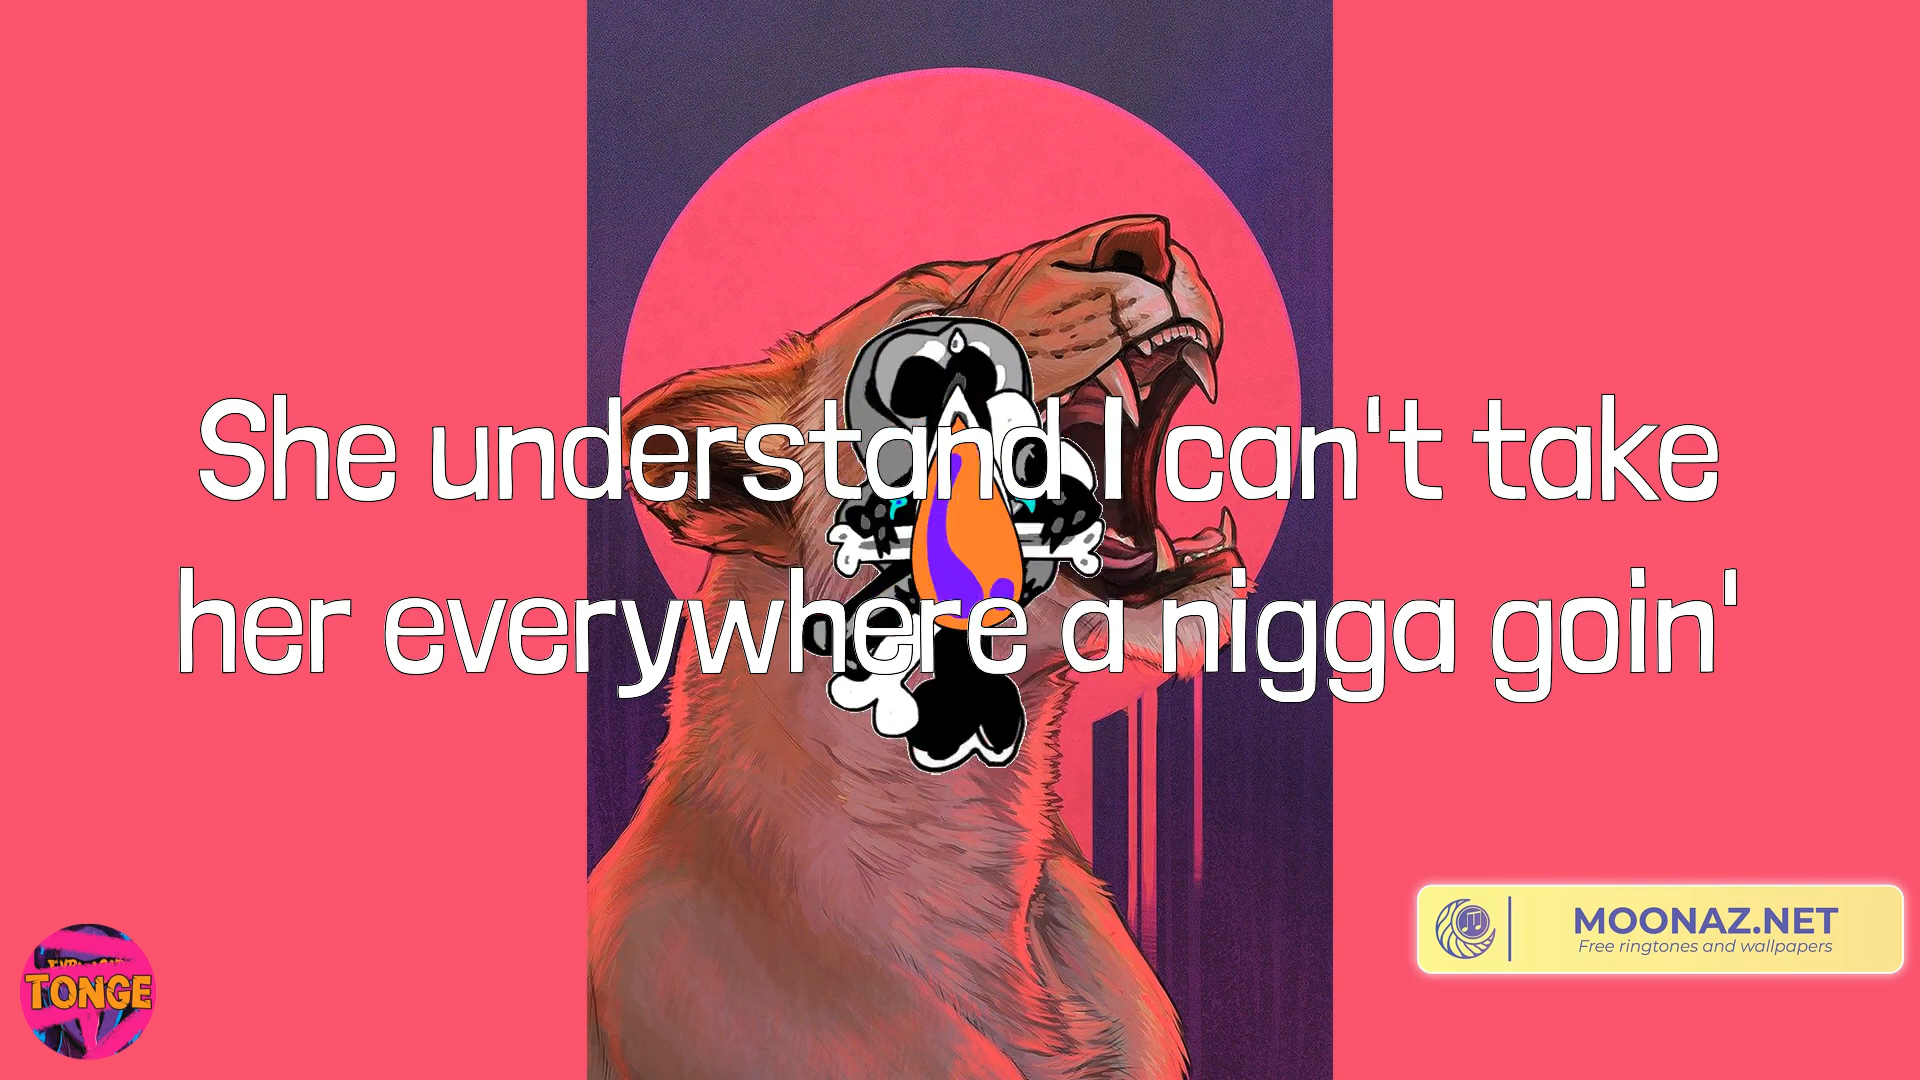 She understand I can't take
her everywhere a nigga goin'
TONGE
MOONAZ.NET
Free ringtones and wallpapers